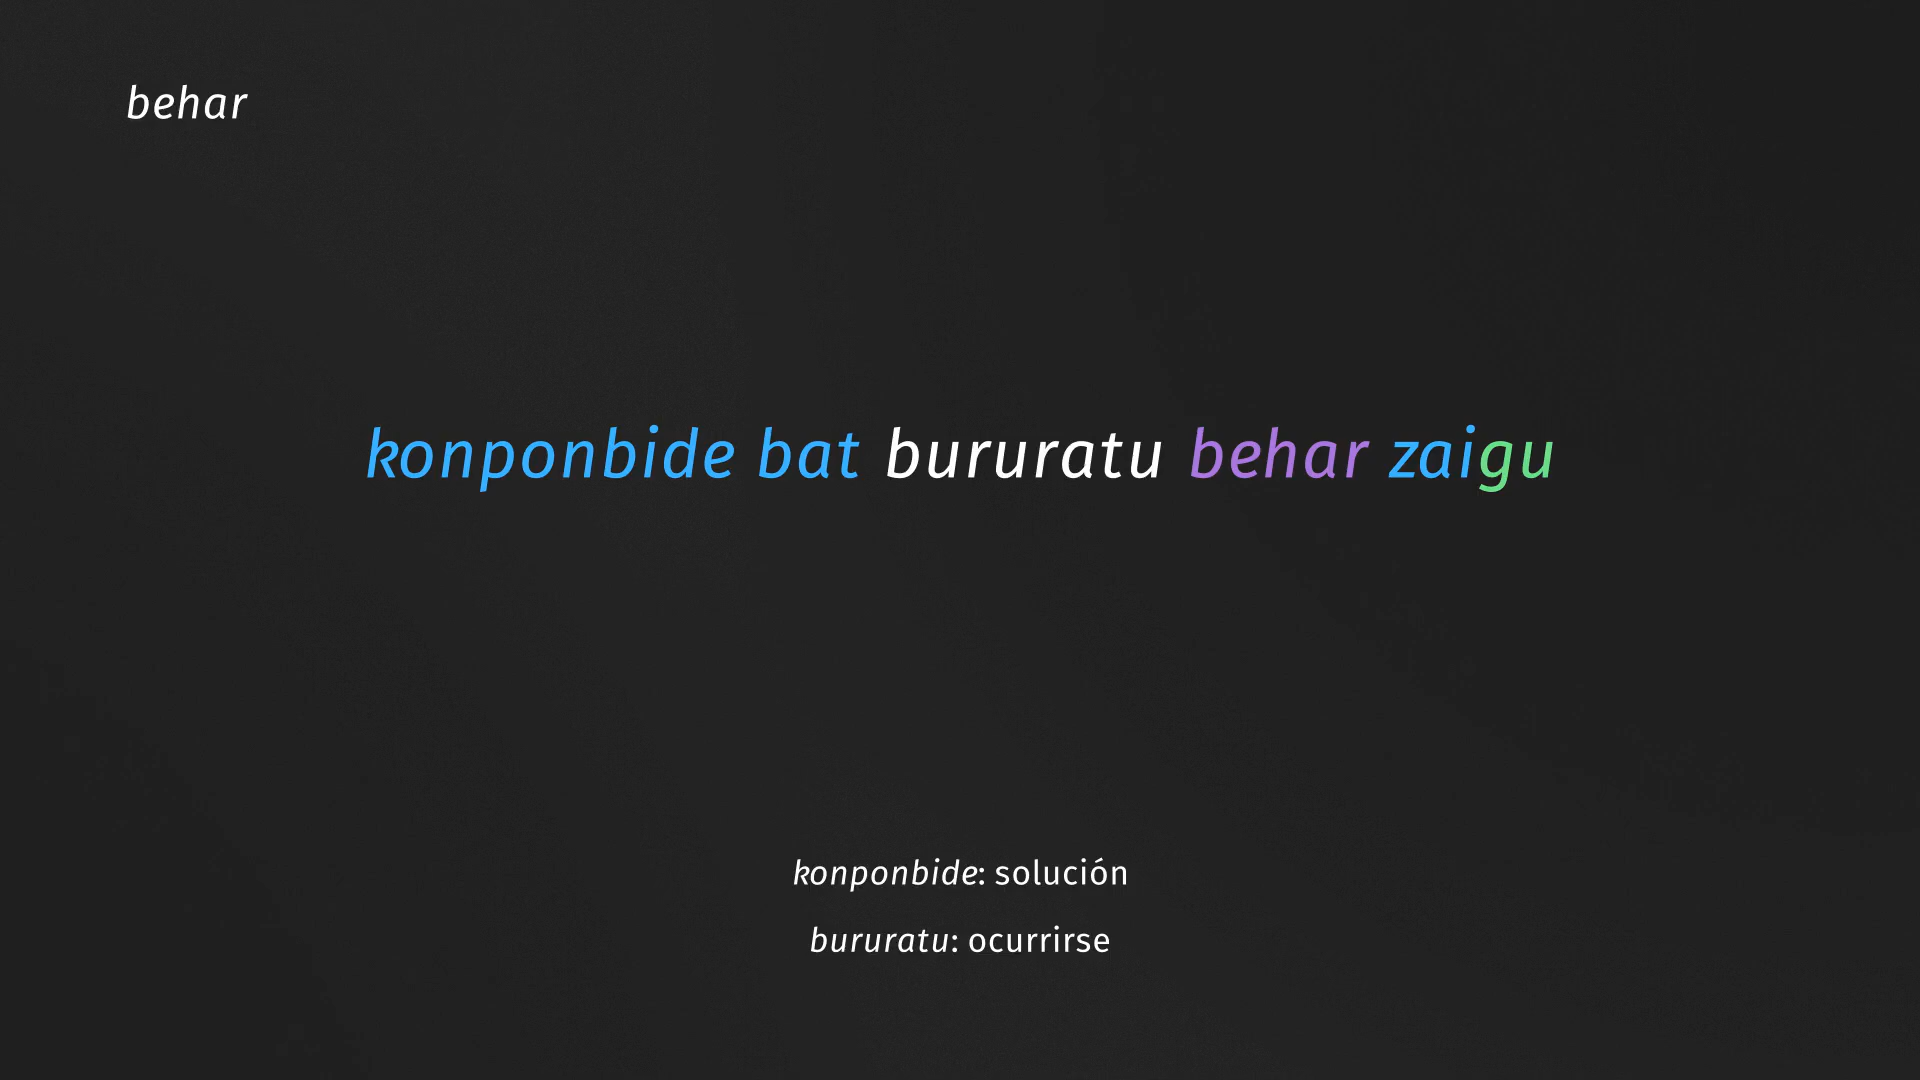 behar
konponbide bat bururatu behar zaigu
konponbide: solución
bururatu: ocurrirse